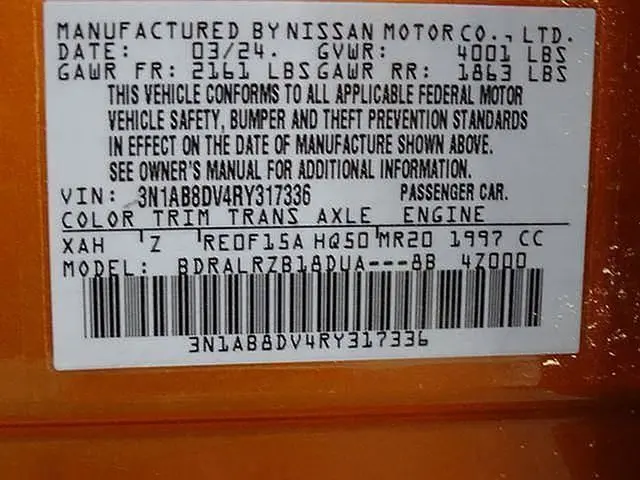 MANUFACTURED BY NISSAN MOTOR CO., LTD.
DATE: 03/24. GVWR: 4001 LBS
GAWR FR: 2161 LBS GAWR RR: 1863 LBS
THIS VEHICLE CONFORMS TO ALL APPLICABLE FEDERAL MOTOR
VEHICLE SAFETY, BUMPER AND THEFT PREVENTION STANDARDS
IN EFFECT ON THE DATE OF MANUFACTURE SHOWN ABOVE.
SEE OWNER'S MANUAL FOR ADDITIONAL INFORMATION.
VIN: 3N1AB8DV4RY317336 PASSENGER CAR.
COLOR TRIM TRANS AXLE ENGINE
XAH Z RE0F15A HQ50 MR20 1997 CC
MODEL: BDRALRZB18DUA---8B 4Z000
3N1AB8DV4RY317336